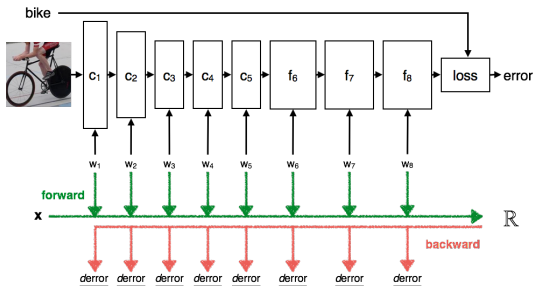 bike
c1 c2 c3 c4 c5 f6 f7 f8 loss error
w1 w2 w3 w4 w5 w6 w7 w8
forward
x ℝ
backward
derror derror derror derror derror derror derror derror